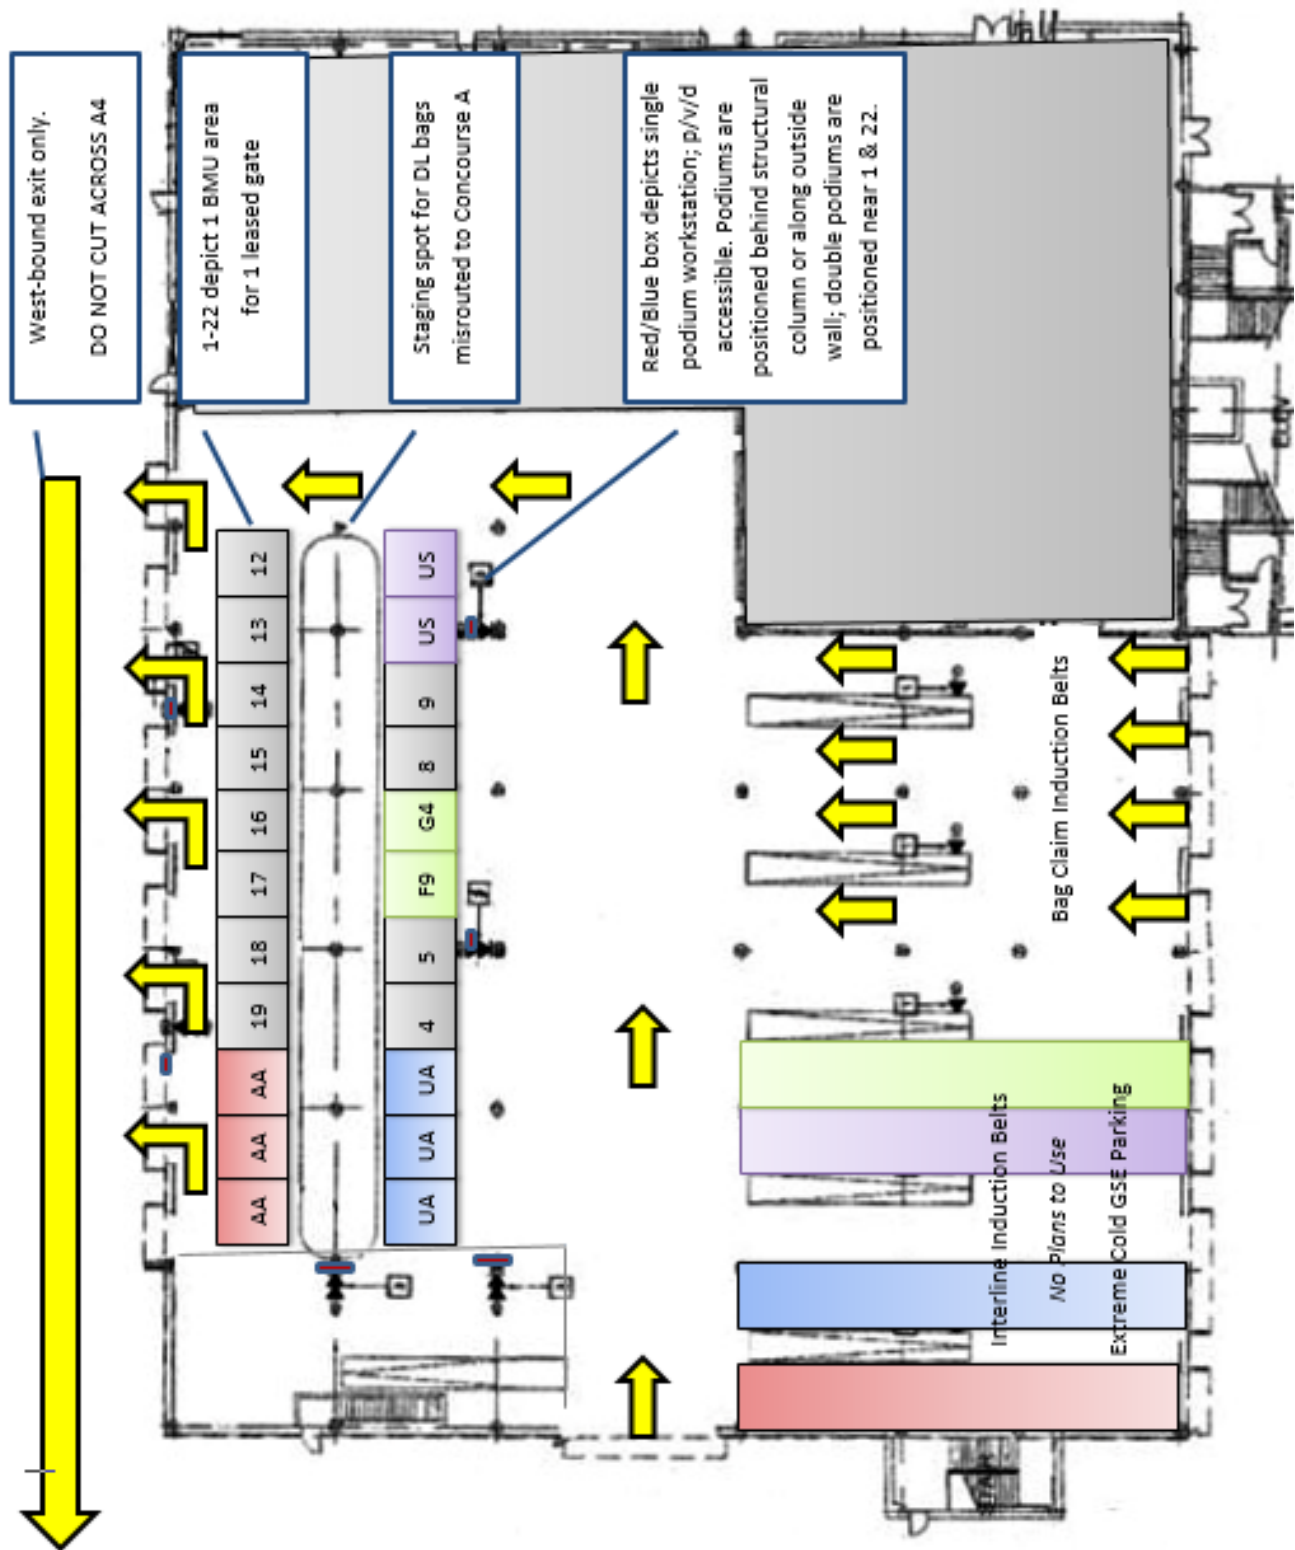 West-bound exit only.
DO NOT CUT ACROSS A4
1-22 depict 1 BMU area
for 1 leased gate
Staging spot for DL bags
misrouted to Concourse A
Red/Blue box depicts single
podium workstation; p/v/d
accessible. Podiums are
positioned behind structural
column or along outside
wall; double podiums are
positioned near 1 & 22.
AA AA AA 19 18 17 16 15 14 13 12
UA UA UA 4 5 F9 G4 8 9 US US
Bag Claim Induction Belts
Interline Induction Belts
No Plans to Use
Extreme Cold GSE Parking
ELEV